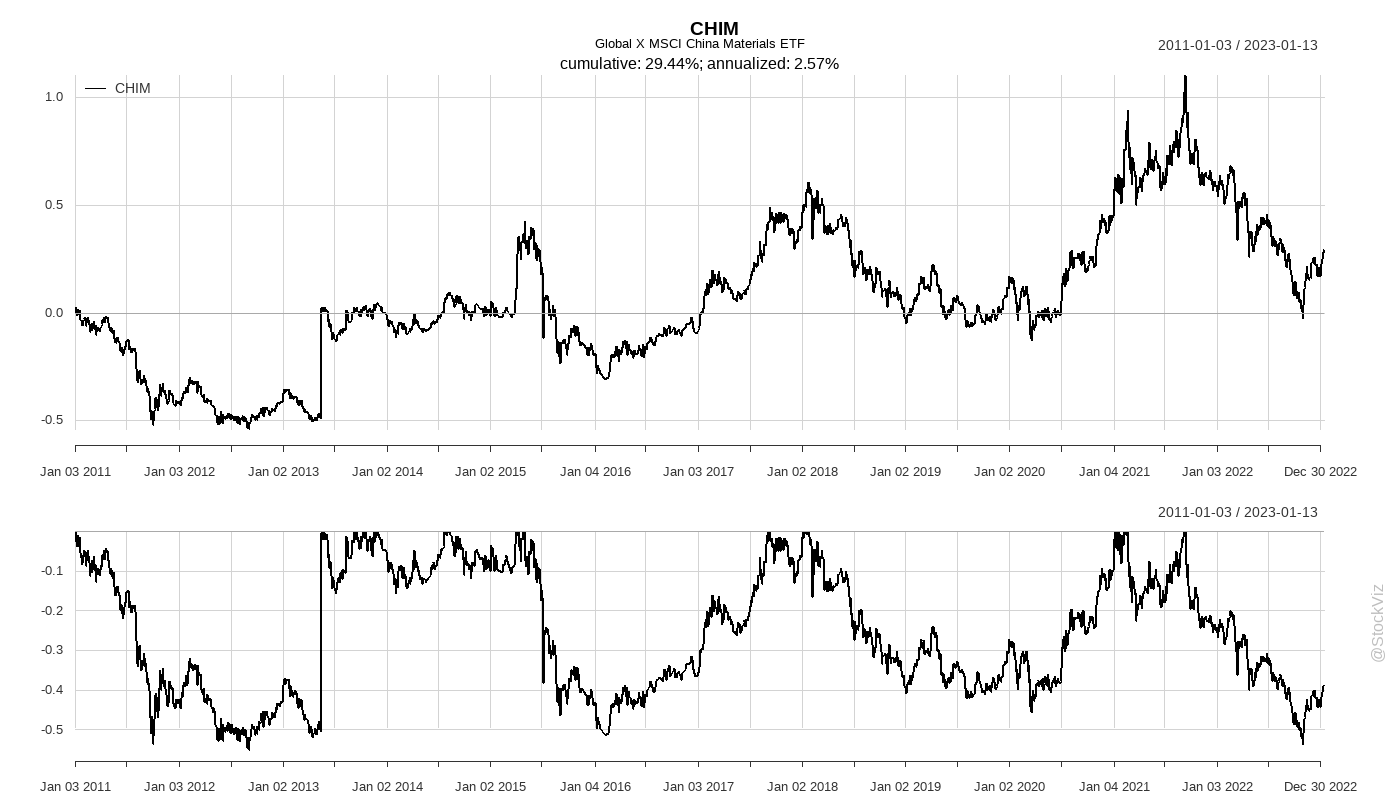 CHIM
Global X MSCI China Materials ETF
cumulative: 29.44%; annualized: 2.57%
2011-01-03 / 2023-01-13
CHIM
1.0
0.5
0.0
-0.5
Jan 03 2011 Jan 03 2012 Jan 02 2013 Jan 02 2014 Jan 02 2015 Jan 04 2016 Jan 03 2017 Jan 02 2018 Jan 02 2019 Jan 02 2020 Jan 04 2021 Jan 03 2022 Dec 30 2022
2011-01-03 / 2023-01-13
-0.1
-0.2
-0.3
-0.4
-0.5
Jan 03 2011 Jan 03 2012 Jan 02 2013 Jan 02 2014 Jan 02 2015 Jan 04 2016 Jan 03 2017 Jan 02 2018 Jan 02 2019 Jan 02 2020 Jan 04 2021 Jan 03 2022 Dec 30 2022
@StockViz